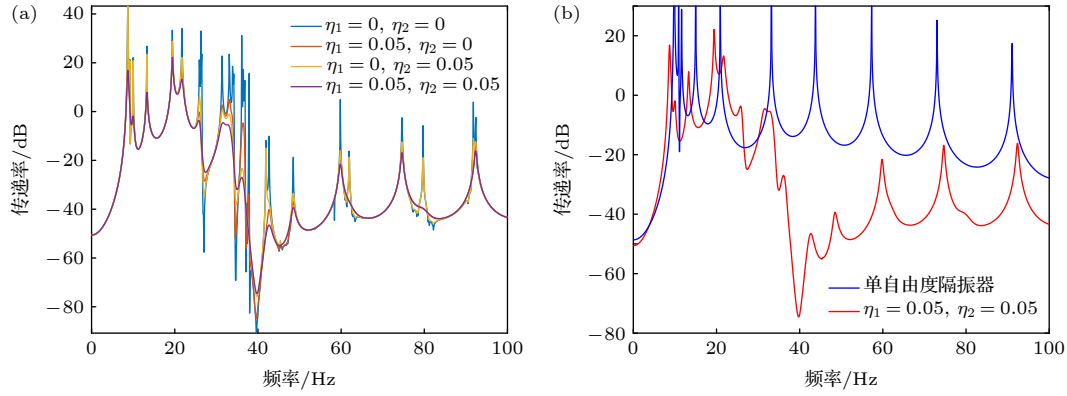 (a)
η₁ = 0, η₂ = 0
η₁ = 0.05, η₂ = 0
η₁ = 0, η₂ = 0.05
η₁ = 0.05, η₂ = 0.05
40
20
0
−20
−40
−60
−80
传递率/dB
0
20
40
60
80
100
频率/Hz
(b)
20
0
−20
−40
−60
−80
传递率/dB
单自由度隔振器
η₁ = 0.05, η₂ = 0.05
0
20
40
60
80
100
频率/Hz